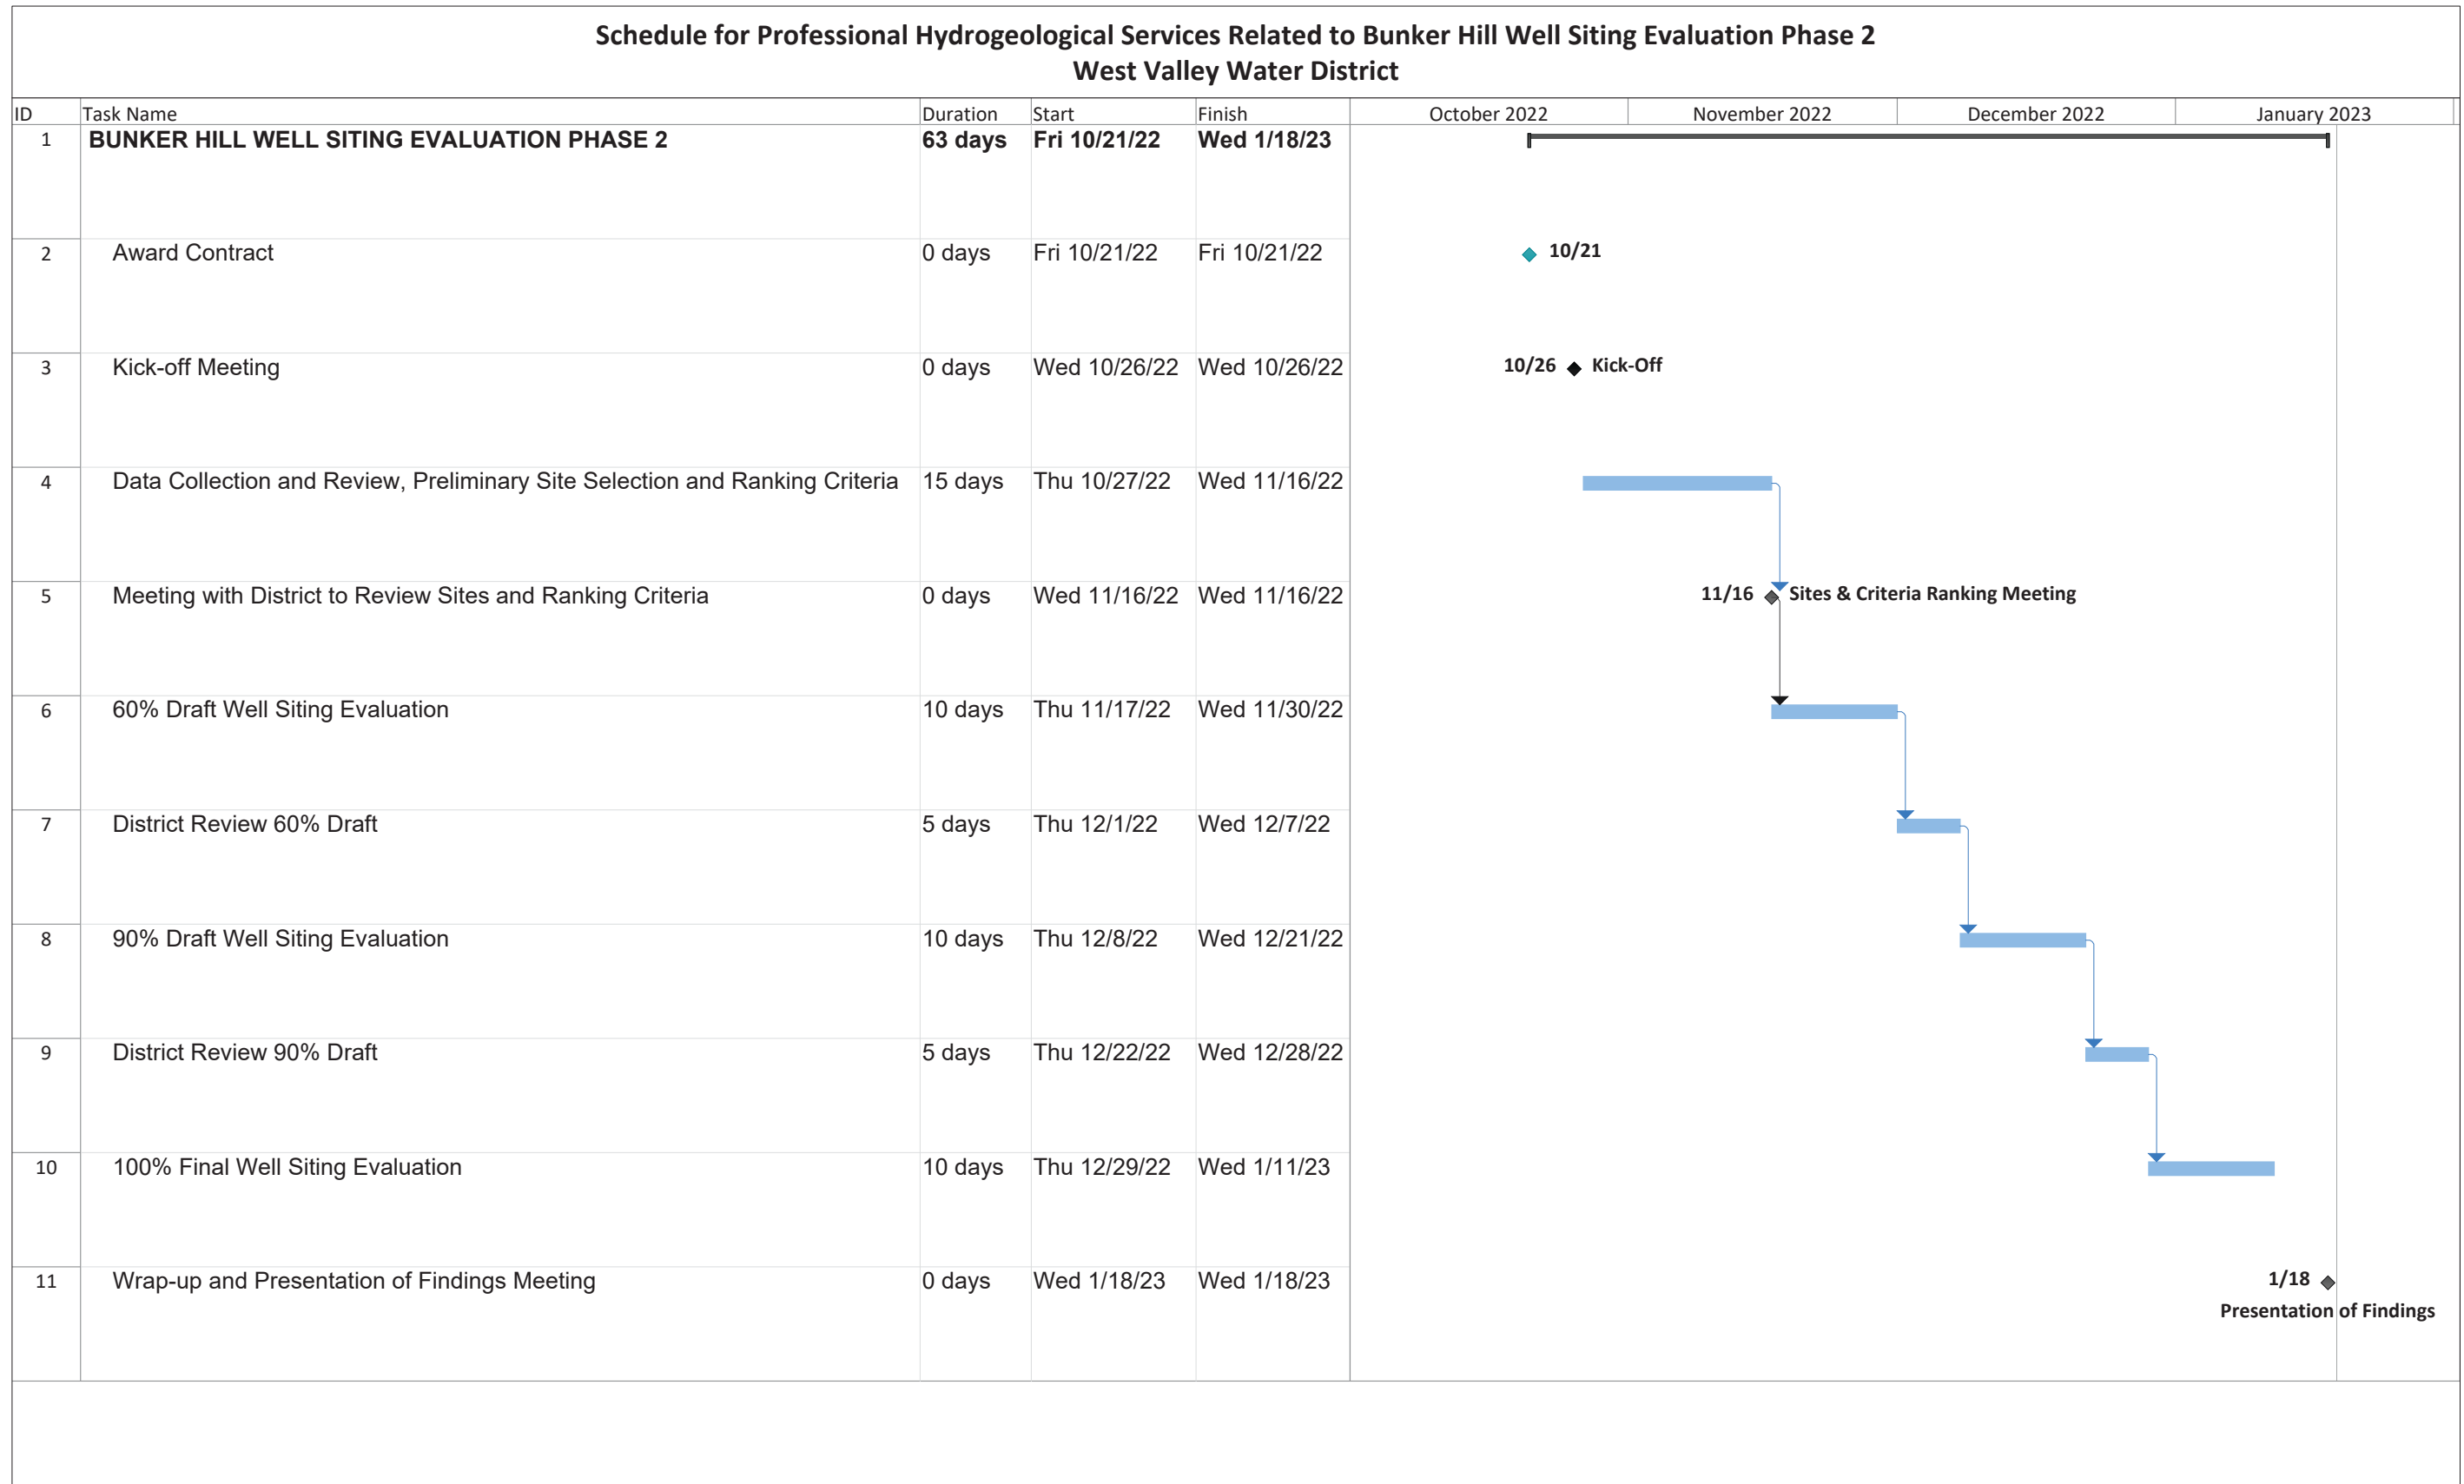 Schedule for Professional Hydrogeological Services Related to Bunker Hill Well Siting Evaluation Phase 2
West Valley Water District
ID Task Name Duration Start Finish October 2022 November 2022 December 2022 January 2023
1 BUNKER HILL WELL SITING EVALUATION PHASE 2 63 days Fri 10/21/22 Wed 1/18/23
2 Award Contract 0 days Fri 10/21/22 Fri 10/21/22 10/21
3 Kick-off Meeting 0 days Wed 10/26/22 Wed 10/26/22 10/26 Kick-Off
4 Data Collection and Review, Preliminary Site Selection and Ranking Criteria 15 days Thu 10/27/22 Wed 11/16/22
5 Meeting with District to Review Sites and Ranking Criteria 0 days Wed 11/16/22 Wed 11/16/22 11/16 Sites & Criteria Ranking Meeting
6 60% Draft Well Siting Evaluation 10 days Thu 11/17/22 Wed 11/30/22
7 District Review 60% Draft 5 days Thu 12/1/22 Wed 12/7/22
8 90% Draft Well Siting Evaluation 10 days Thu 12/8/22 Wed 12/21/22
9 District Review 90% Draft 5 days Thu 12/22/22 Wed 12/28/22
10 100% Final Well Siting Evaluation 10 days Thu 12/29/22 Wed 1/11/23
11 Wrap-up and Presentation of Findings Meeting 0 days Wed 1/18/23 Wed 1/18/23 1/18
Presentation of Findings